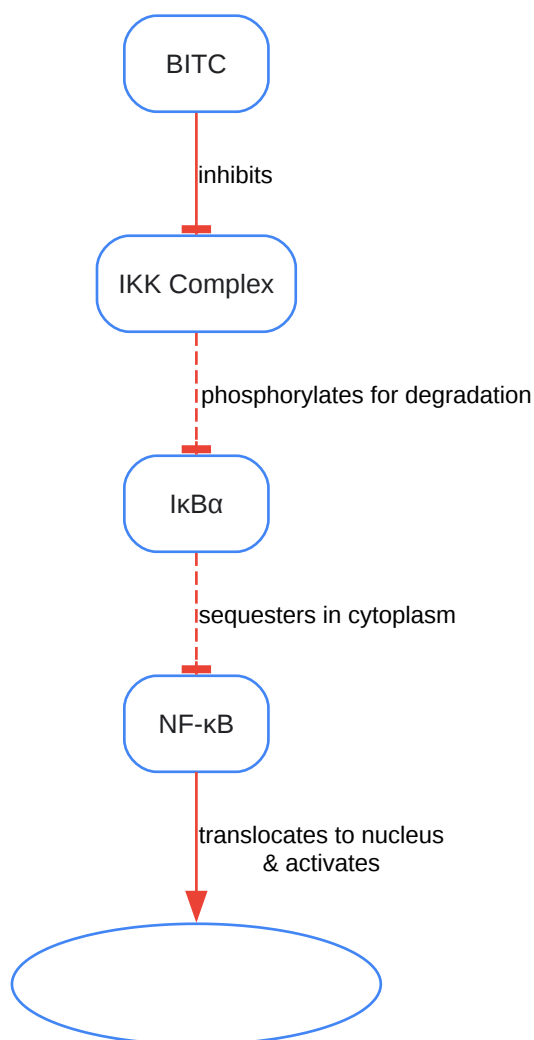 BITC
inhibits
IKK Complex
phosphorylates for degradation
IκBα
sequesters in cytoplasm
NF-κB
translocates to nucleus
& activates